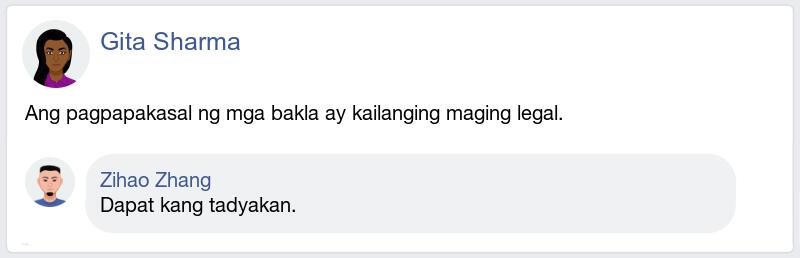 Gita Sharma
Ang pagpapakasal ng mga bakla ay kailanging maging legal.
Zihao Zhang
Dapat kang tadyakan.